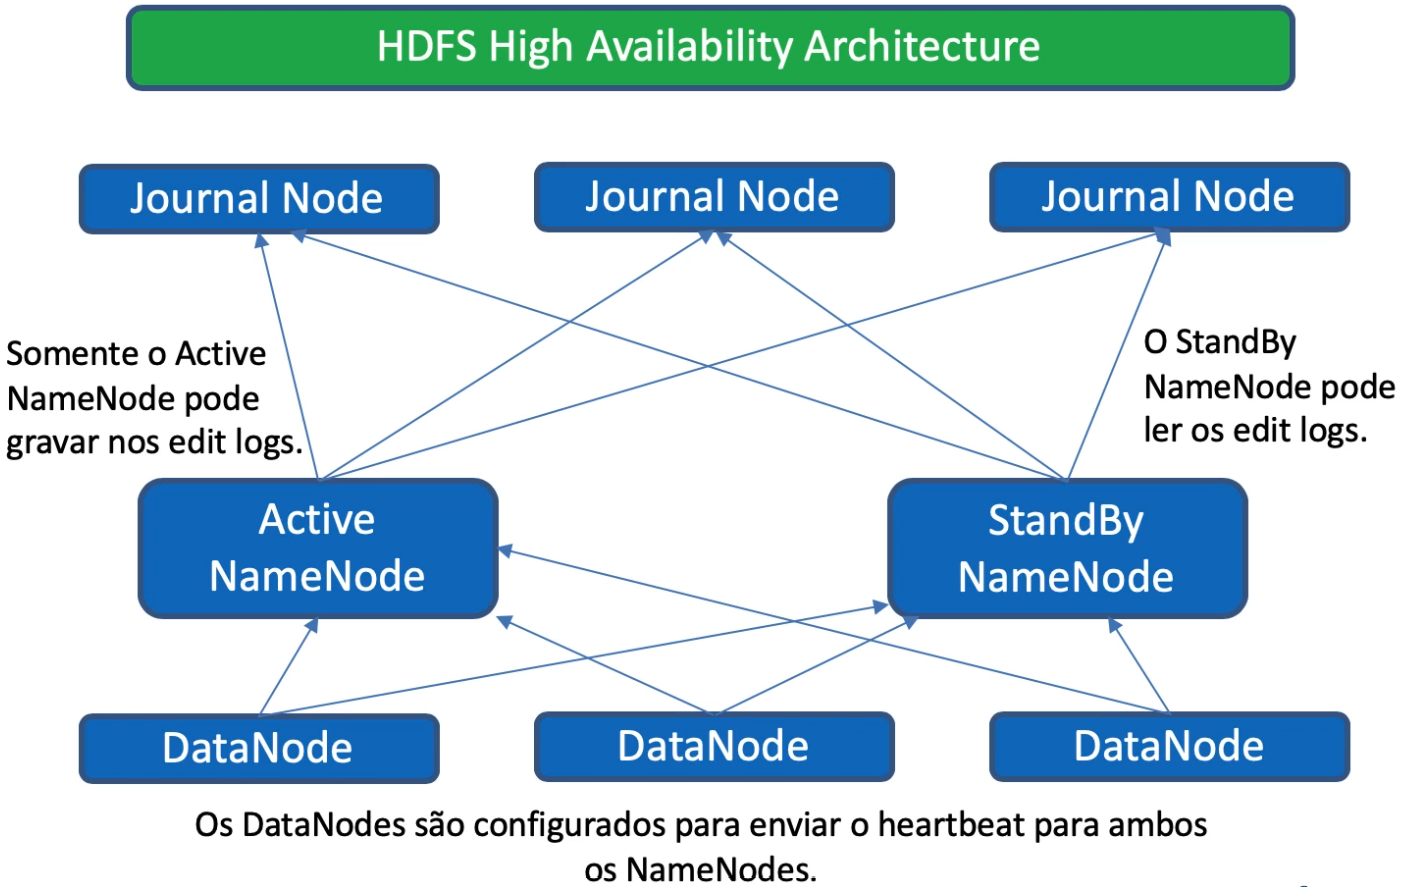 HDFS High Availability Architecture
Journal Node
Journal Node
Journal Node
Somente o Active
NameNode pode
gravar nos edit logs.
O StandBy
NameNode pode
ler os edit logs.
Active
NameNode
StandBy
NameNode
DataNode
DataNode
DataNode
Os DataNodes são configurados para enviar o heartbeat para ambos
os NameNodes.